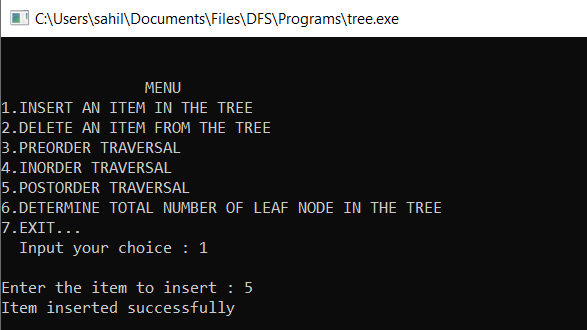 C:\Users\sahil\Documents\Files\DFS\Programs\tree.exe
MENU
1.INSERT AN ITEM IN THE TREE
2.DELETE AN ITEM FROM THE TREE
3.PREORDER TRAVERSAL
4.INORDER TRAVERSAL
5.POSTORDER TRAVERSAL
6.DETERMINE TOTAL NUMBER OF LEAF NODE IN THE TREE
7.EXIT...
Input your choice : 1
Enter the item to insert : 5
Item inserted successfully